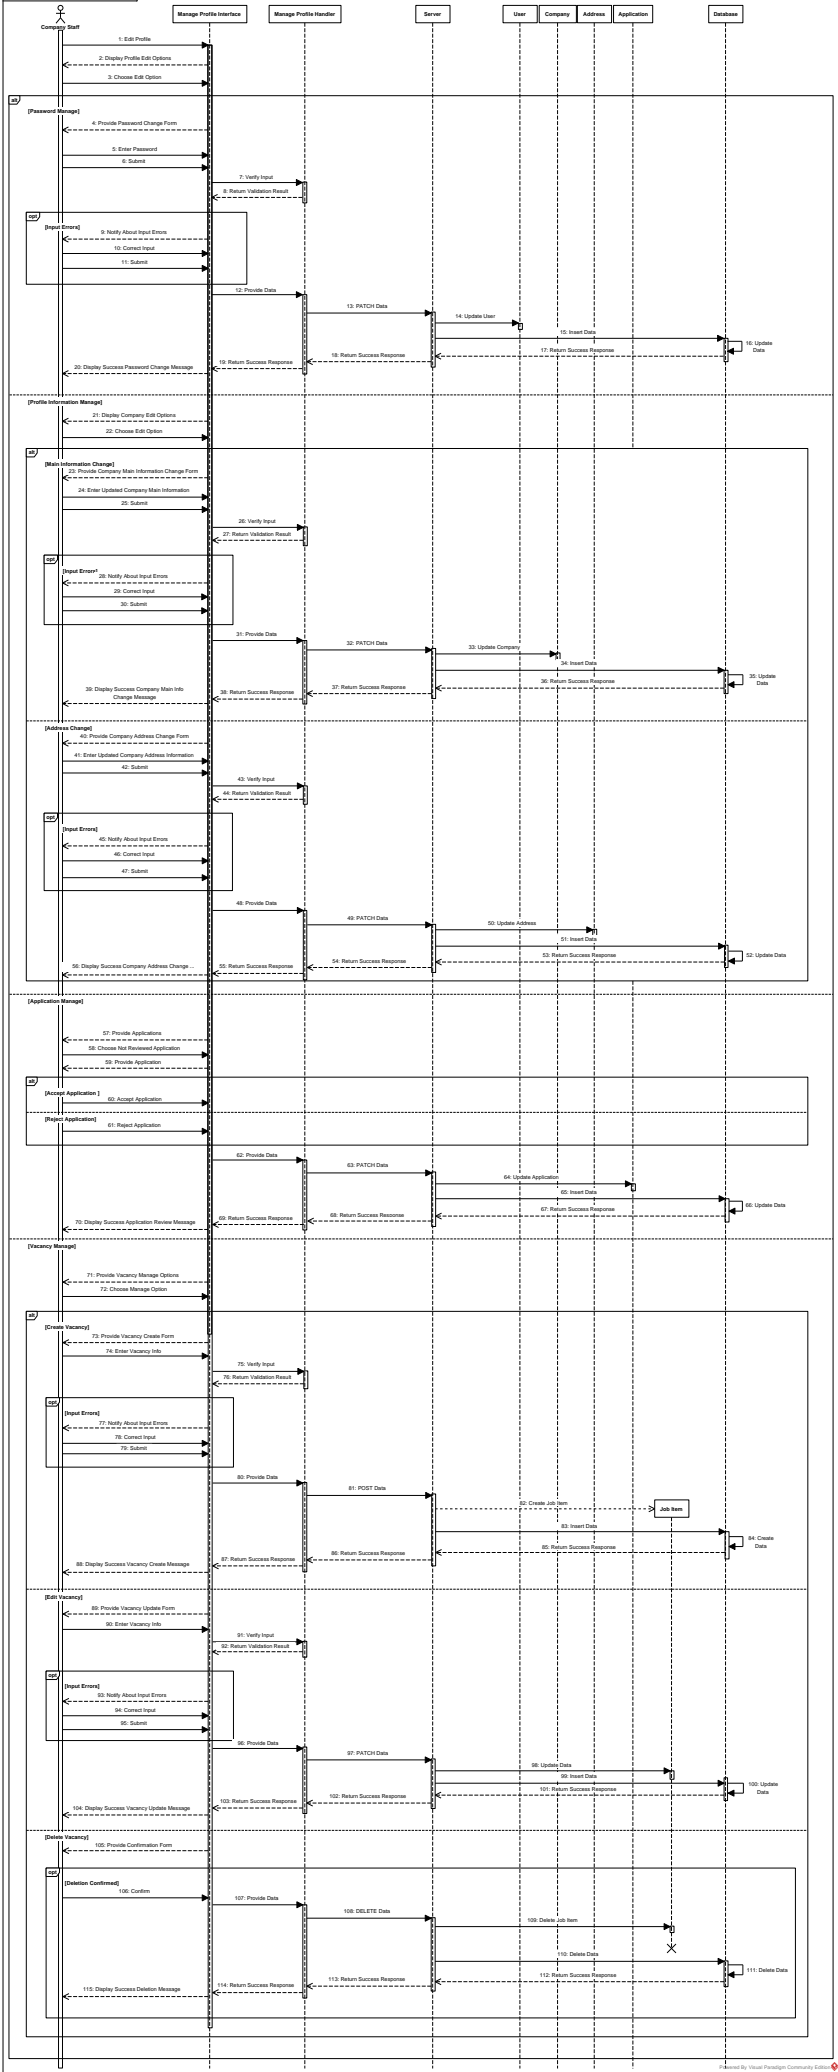 Company Staff
Manage Profile Interface
Manage Profile Handler
Server
User
Company
Address
Application
Database
1: Edit Profile
2: Display Profile Edit Options
3: Choose Edit Option
alt
[Password Manage]
4: Provide Password Change Form
5: Enter Password
6: Submit
7: Verify Input
8: Return Validation Result
opt
[Input Errors]
9: Notify About Input Errors
10: Correct Input
11: Submit
12: Provide Data
13: PATCH Data
14: Update User
15: Insert Data
16: Update
Data
17: Return Success Response
18: Return Success Response
19: Return Success Response
20: Display Success Password Change Message
[Profile Information Manage]
21: Display Company Edit Options
22: Choose Edit Option
alt
[Main Information Change]
23: Provide Company Main Information Change Form
24: Enter Updated Company Main Information
25: Submit
26: Verify Input
27: Return Validation Result
opt
[Input Errors]
28: Notify About Input Errors
29: Correct Input
30: Submit
31: Provide Data
32: PATCH Data
33: Update Company
34: Insert Data
35: Update
Data
36: Return Success Response
37: Return Success Response
38: Return Success Response
39: Display Success Company Main Info
Change Message
[Address Change]
40: Provide Company Address Change Form
41: Enter Updated Company Address Information
42: Submit
43: Verify Input
44: Return Validation Result
opt
[Input Errors]
45: Notify About Input Errors
46: Correct Input
47: Submit
48: Provide Data
49: PATCH Data
50: Update Address
51: Insert Data
52: Update Data
53: Return Success Response
54: Return Success Response
55: Return Success Response
56: Display Success Company Address Change ...
[Application Manage]
57: Provide Applications
58: Choose Not Reviewed Application
59: Provide Application
alt
[Accept Application ]
60: Accept Application
[Reject Application]
61: Reject Application
62: Provide Data
63: PATCH Data
64: Update Application
65: Insert Data
66: Update Data
67: Return Success Response
68: Return Success Response
69: Return Success Response
70: Display Success Application Review Message
[Vacancy Manage]
71: Provide Vacancy Manage Options
72: Choose Manage Option
alt
[Create Vacancy]
73: Provide Vacancy Create Form
74: Enter Vacancy Info
75: Verify Input
76: Return Validation Result
opt
[Input Errors]
77: Notify About Input Errors
78: Correct Input
79: Submit
80: Provide Data
81: POST Data
82: Create Job Item
Job Item
83: Insert Data
84: Create
Data
85: Return Success Response
86: Return Success Response
87: Return Success Response
88: Display Success Vacancy Create Message
[Edit Vacancy]
89: Provide Vacancy Update Form
90: Enter Vacancy Info
91: Verify Input
92: Return Validation Result
opt
[Input Errors]
93: Notify About Input Errors
94: Correct Input
95: Submit
96: Provide Data
97: PATCH Data
98: Update Data
99: Insert Data
100: Update
Data
101: Return Success Response
102: Return Success Response
103: Return Success Response
104: Display Success Vacancy Update Message
[Delete Vacancy]
105: Provide Confirmation Form
opt
[Deletion Confirmed]
106: Confirm
107: Provide Data
108: DELETE Data
109: Delete Job Item
110: Delete Data
111: Delete Data
112: Return Success Response
113: Return Success Response
114: Return Success Response
115: Display Success Deletion Message
Powered By Visual Paradigm Community Edition